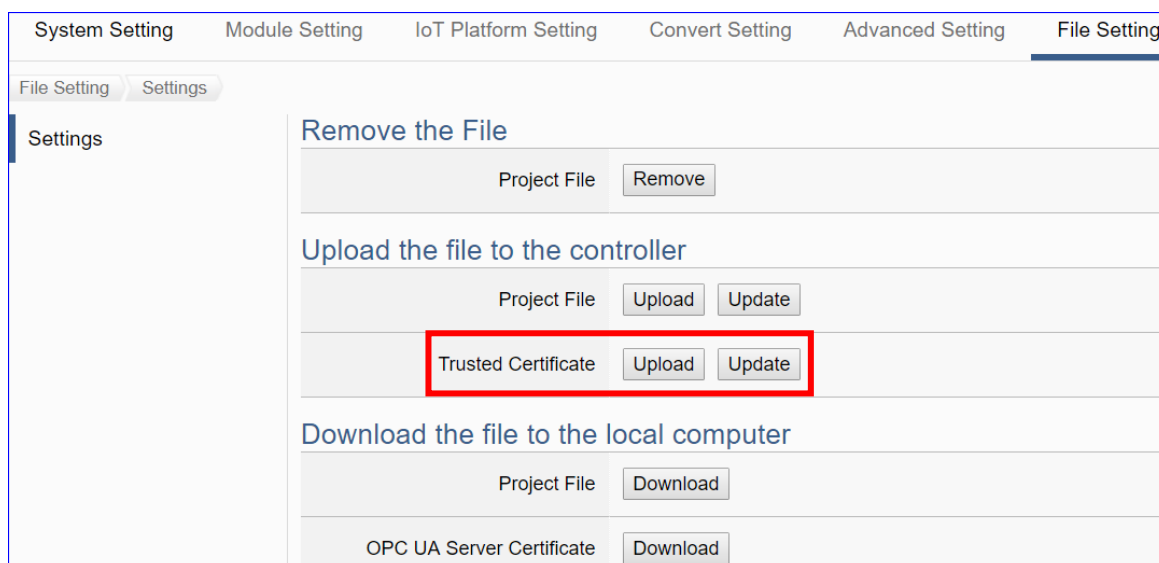 System Setting Module Setting IoT Platform Setting Convert Setting Advanced Setting File Setting
File Setting Settings
Settings
Remove the File
Project File Remove
Upload the file to the controller
Project File Upload Update
Trusted Certificate Upload Update
Download the file to the local computer
Project File Download
OPC UA Server Certificate Download